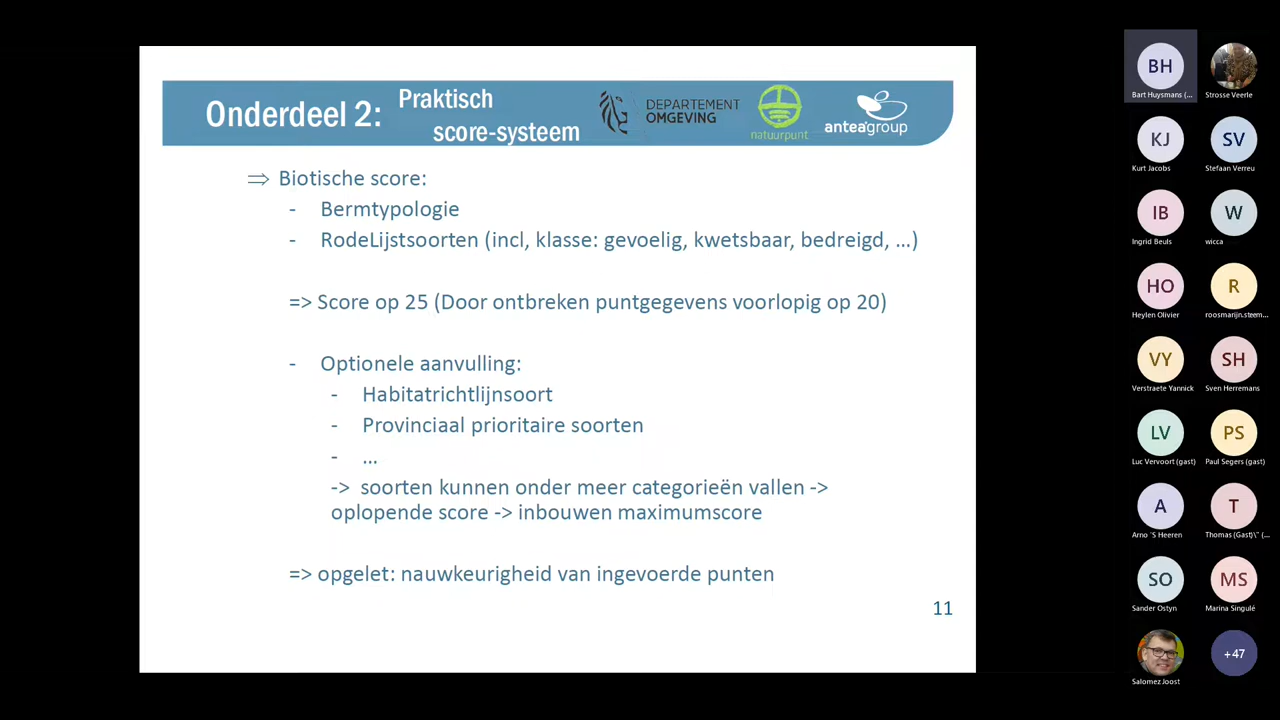 Onderdeel 2:
Praktisch
score-systeem
DEPARTEMENT
OMGEVING
natuurpunt
anteagroup
⇒ Biotische score:
- Bermtypologie
- RodeLijstsoorten (incl, klasse: gevoelig, kwetsbaar, bedreigd, ...)
=> Score op 25 (Door ontbreken puntgegevens voorlopig op 20)
- Optionele aanvulling:
- Habitatrichtlijnsoort
- Provinciaal prioritaire soorten
- ...
-> soorten kunnen onder meer categorieën vallen ->
oplopende score -> inbouwen maximumscore
=> opgelet: nauwkeurigheid van ingevoerde punten
11
BH
Bart Huysmans (...
Strosse Veerle
KJ
Kurt Jacobs
SV
Stefaan Verreu
IB
Ingrid Beuls
W
wicca
HO
Heylen Olivier
R
roosmarijn.steem...
VY
Verstraete Yannick
SH
Sven Herremans
LV
Luc Vervoort (gast)
PS
Paul Segers (gast)
A
Arno ´S Heeren
T
Thomas (Gast)\" (...
SO
Sander Ostyn
MS
Marina Singulé
Salomez Joost
+47